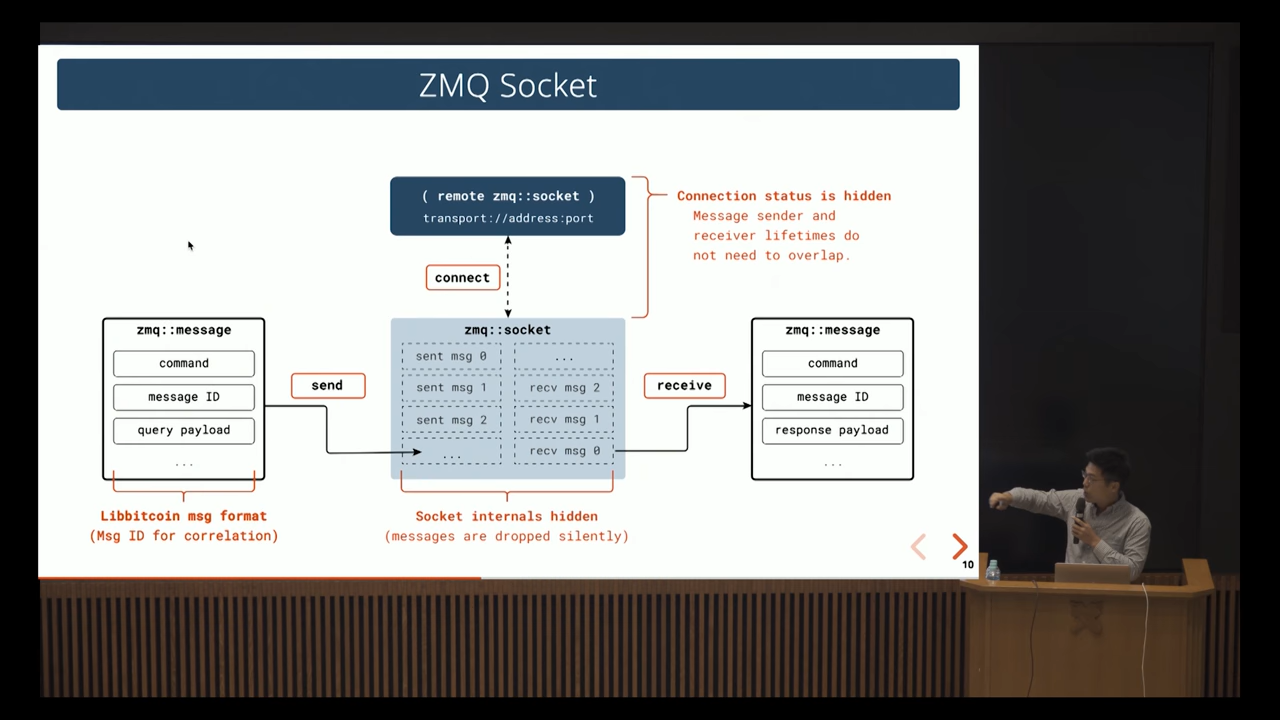 ZMQ Socket
( remote zmq::socket )
transport://address:port
Connection status is hidden
Message sender and
receiver lifetimes do
not need to overlap.
connect
zmq::message
command
message ID
query payload
...
send
zmq::socket
sent msg 0
...
sent msg 1
recv msg 2
sent msg 2
recv msg 1
...
recv msg 0
receive
zmq::message
command
message ID
response payload
...
Libbitcoin msg format
(Msg ID for correlation)
Socket internals hidden
(messages are dropped silently)
10